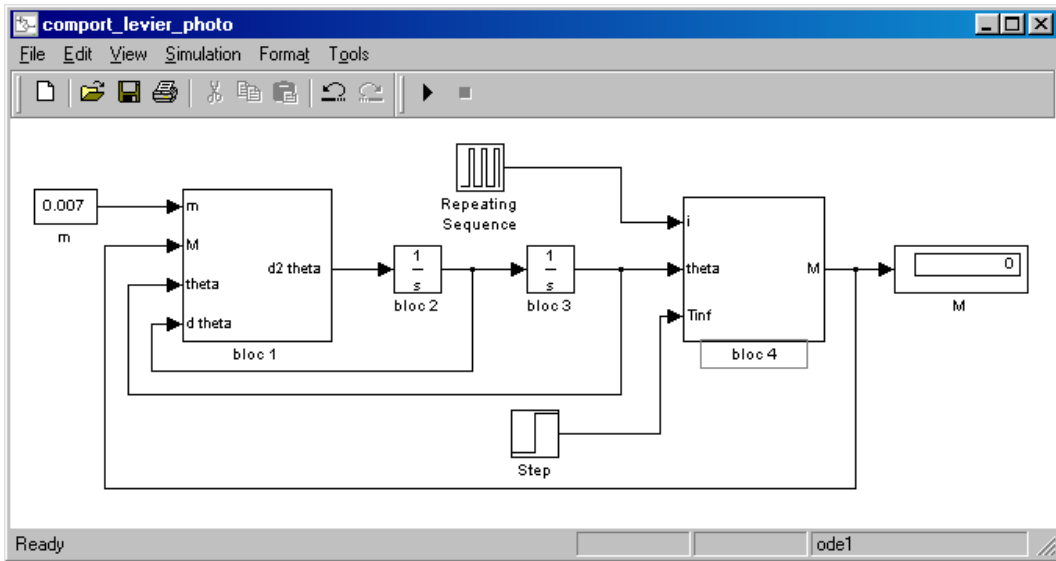 comport_levier_photo
File Edit View Simulation Format Tools
0.007
m
m
M
theta
d theta
d2 theta
bloc 1
1
s
bloc 2
Repeating
Sequence
1
s
bloc 3
i
theta
Tinf
M
bloc 4
0
M
Step
Ready
ode1